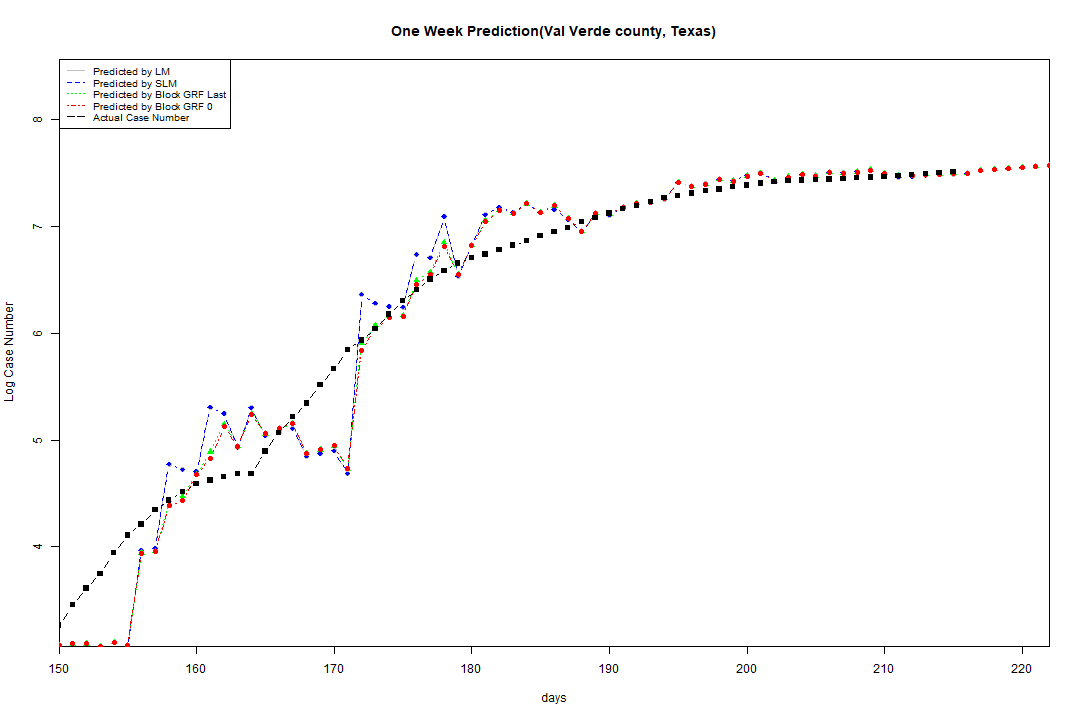 One Week Prediction(Val Verde county, Texas)
Predicted by LM
Predicted by SLM
Predicted by Block GRF Last
Predicted by Block GRF 0
Actual Case Number
8
7
6
5
4
Log Case Number
150 160 170 180 190 200 210 220
days